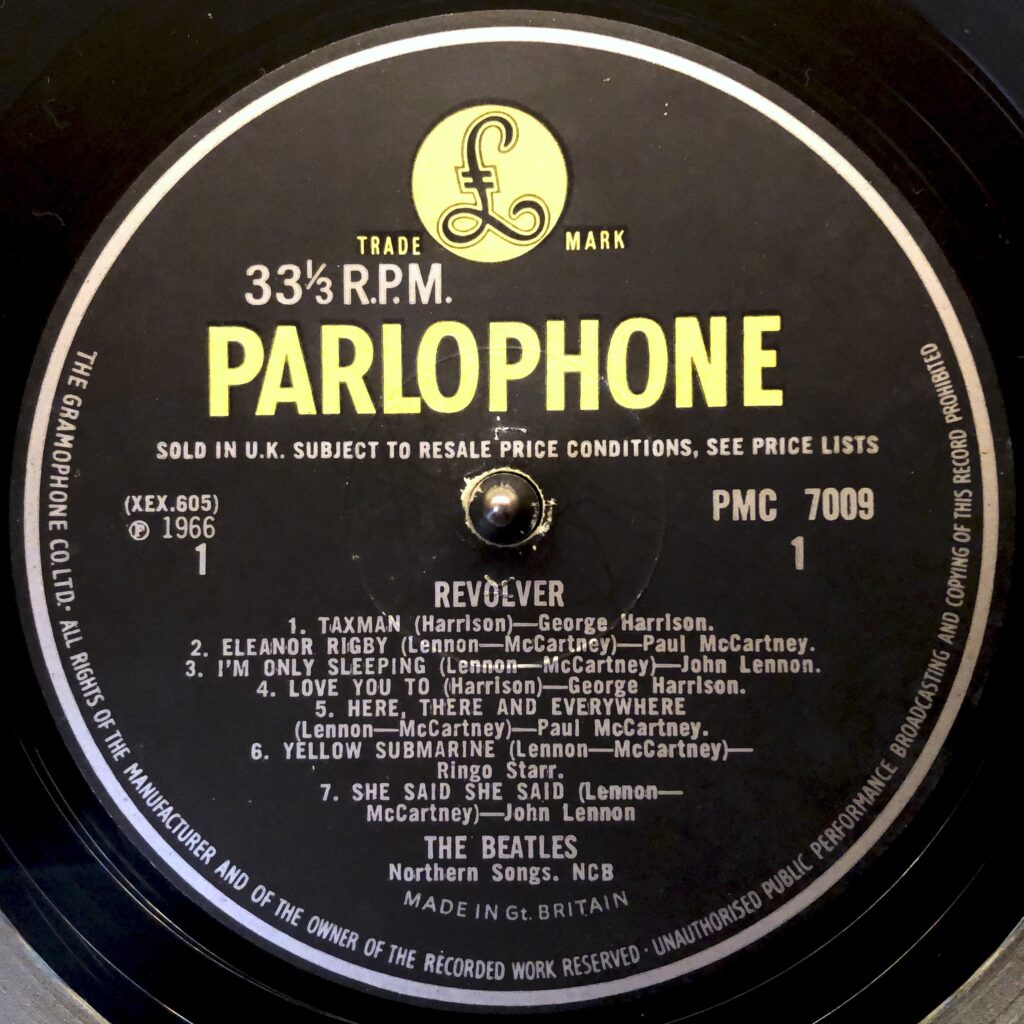 £
TRADE MARK
33⅓ R.P.M.
PARLOPHONE
SOLD IN U.K. SUBJECT TO RESALE PRICE CONDITIONS, SEE PRICE LISTS
(XEX.605)
℗ 1966
1
PMC 7009
1
REVOLVER
1. TAXMAN (Harrison)—George Harrison.
2. ELEANOR RIGBY (Lennon—McCartney)—Paul McCartney.
3. I'M ONLY SLEEPING (Lennon—McCartney)—John Lennon.
4. LOVE YOU TO (Harrison)—George Harrison.
5. HERE, THERE AND EVERYWHERE
(Lennon—McCartney)—Paul McCartney.
6. YELLOW SUBMARINE (Lennon—McCartney)—
Ringo Starr.
7. SHE SAID SHE SAID (Lennon—
McCartney)—John Lennon
THE BEATLES
Northern Songs. NCB
MADE IN Gt. BRITAIN
THE GRAMOPHONE CO. LTD. · ALL RIGHTS OF THE MANUFACTURER AND OF THE OWNER OF THE RECORDED WORK RESERVED · UNAUTHORISED PUBLIC PERFORMANCE BROADCASTING AND COPYING OF THIS RECORD PROHIBITED